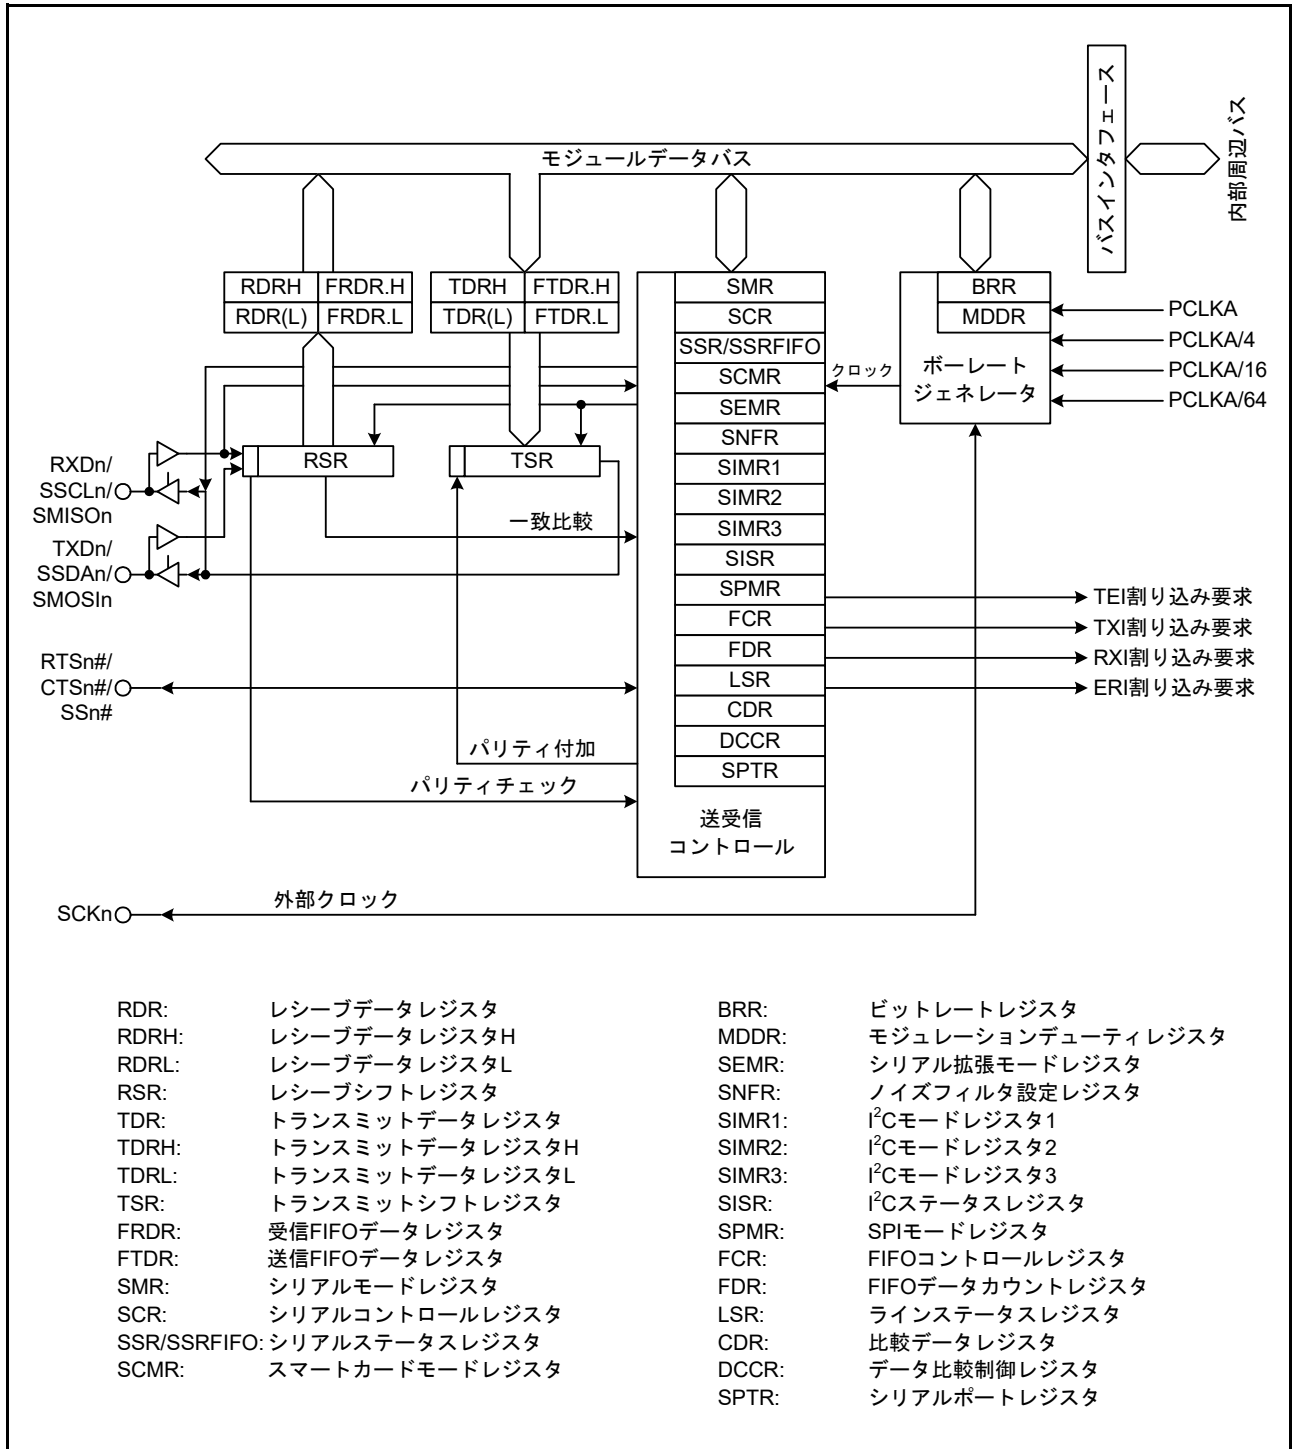 モジュールデータバス
バスインタフェース
内部周辺バス
RDRH
FRDR.H
RDR(L)
FRDR.L
TDRH
FTDR.H
TDR(L)
FTDR.L
SMR
SCR
SSR/SSRFIFO
SCMR
SEMR
SNFR
SIMR1
SIMR2
SIMR3
SISR
SPMR
FCR
FDR
LSR
CDR
DCCR
SPTR
送受信
コントロール
BRR
MDDR
ボーレート
ジェネレータ
クロック
PCLKA
PCLKA/4
PCLKA/16
PCLKA/64
RSR
TSR
RXDn/
SSCLn/
SMISOn
TXDn/
SSDAn/
SMOSIn
一致比較
RTSn#/
CTSn#/
SSn#
パリティ付加
パリティチェック
TEI割り込み要求
TXI割り込み要求
RXI割り込み要求
ERI割り込み要求
SCKn
外部クロック
RDR: レシーブデータレジスタ
RDRH: レシーブデータレジスタH
RDRL: レシーブデータレジスタL
RSR: レシーブシフトレジスタ
TDR: トランスミットデータレジスタ
TDRH: トランスミットデータレジスタH
TDRL: トランスミットデータレジスタL
TSR: トランスミットシフトレジスタ
FRDR: 受信FIFOデータレジスタ
FTDR: 送信FIFOデータレジスタ
SMR: シリアルモードレジスタ
SCR: シリアルコントロールレジスタ
SSR/SSRFIFO: シリアルステータスレジスタ
SCMR: スマートカードモードレジスタ
BRR: ビットレートレジスタ
MDDR: モジュレーションデューティレジスタ
SEMR: シリアル拡張モードレジスタ
SNFR: ノイズフィルタ設定レジスタ
SIMR1: I²Cモードレジスタ1
SIMR2: I²Cモードレジスタ2
SIMR3: I²Cモードレジスタ3
SISR: I²Cステータスレジスタ
SPMR: SPIモードレジスタ
FCR: FIFOコントロールレジスタ
FDR: FIFOデータカウントレジスタ
LSR: ラインステータスレジスタ
CDR: 比較データレジスタ
DCCR: データ比較制御レジスタ
SPTR: シリアルポートレジスタ